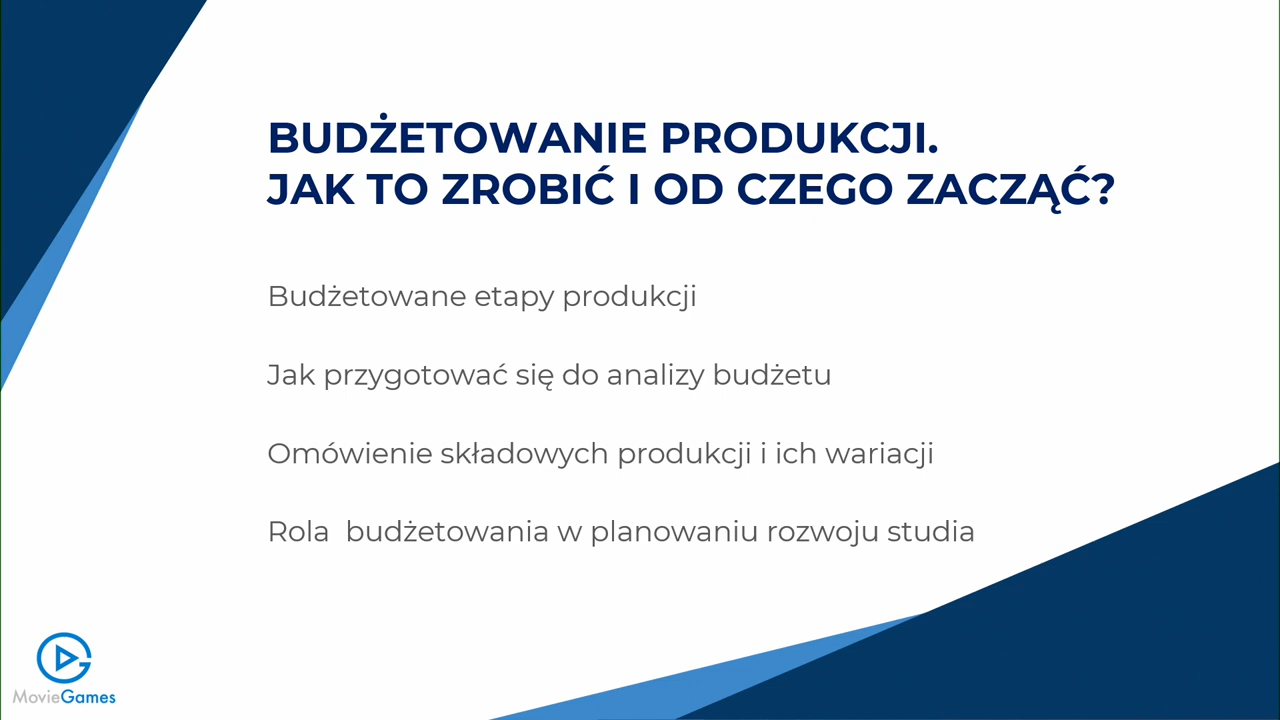 BUDŻETOWANIE PRODUKCJI.
JAK TO ZROBIĆ I OD CZEGO ZACZĄĆ?
Budżetowane etapy produkcji
Jak przygotować się do analizy budżetu
Omówienie składowych produkcji i ich wariacji
Rola  budżetowania w planowaniu rozwoju studia
MovieGames